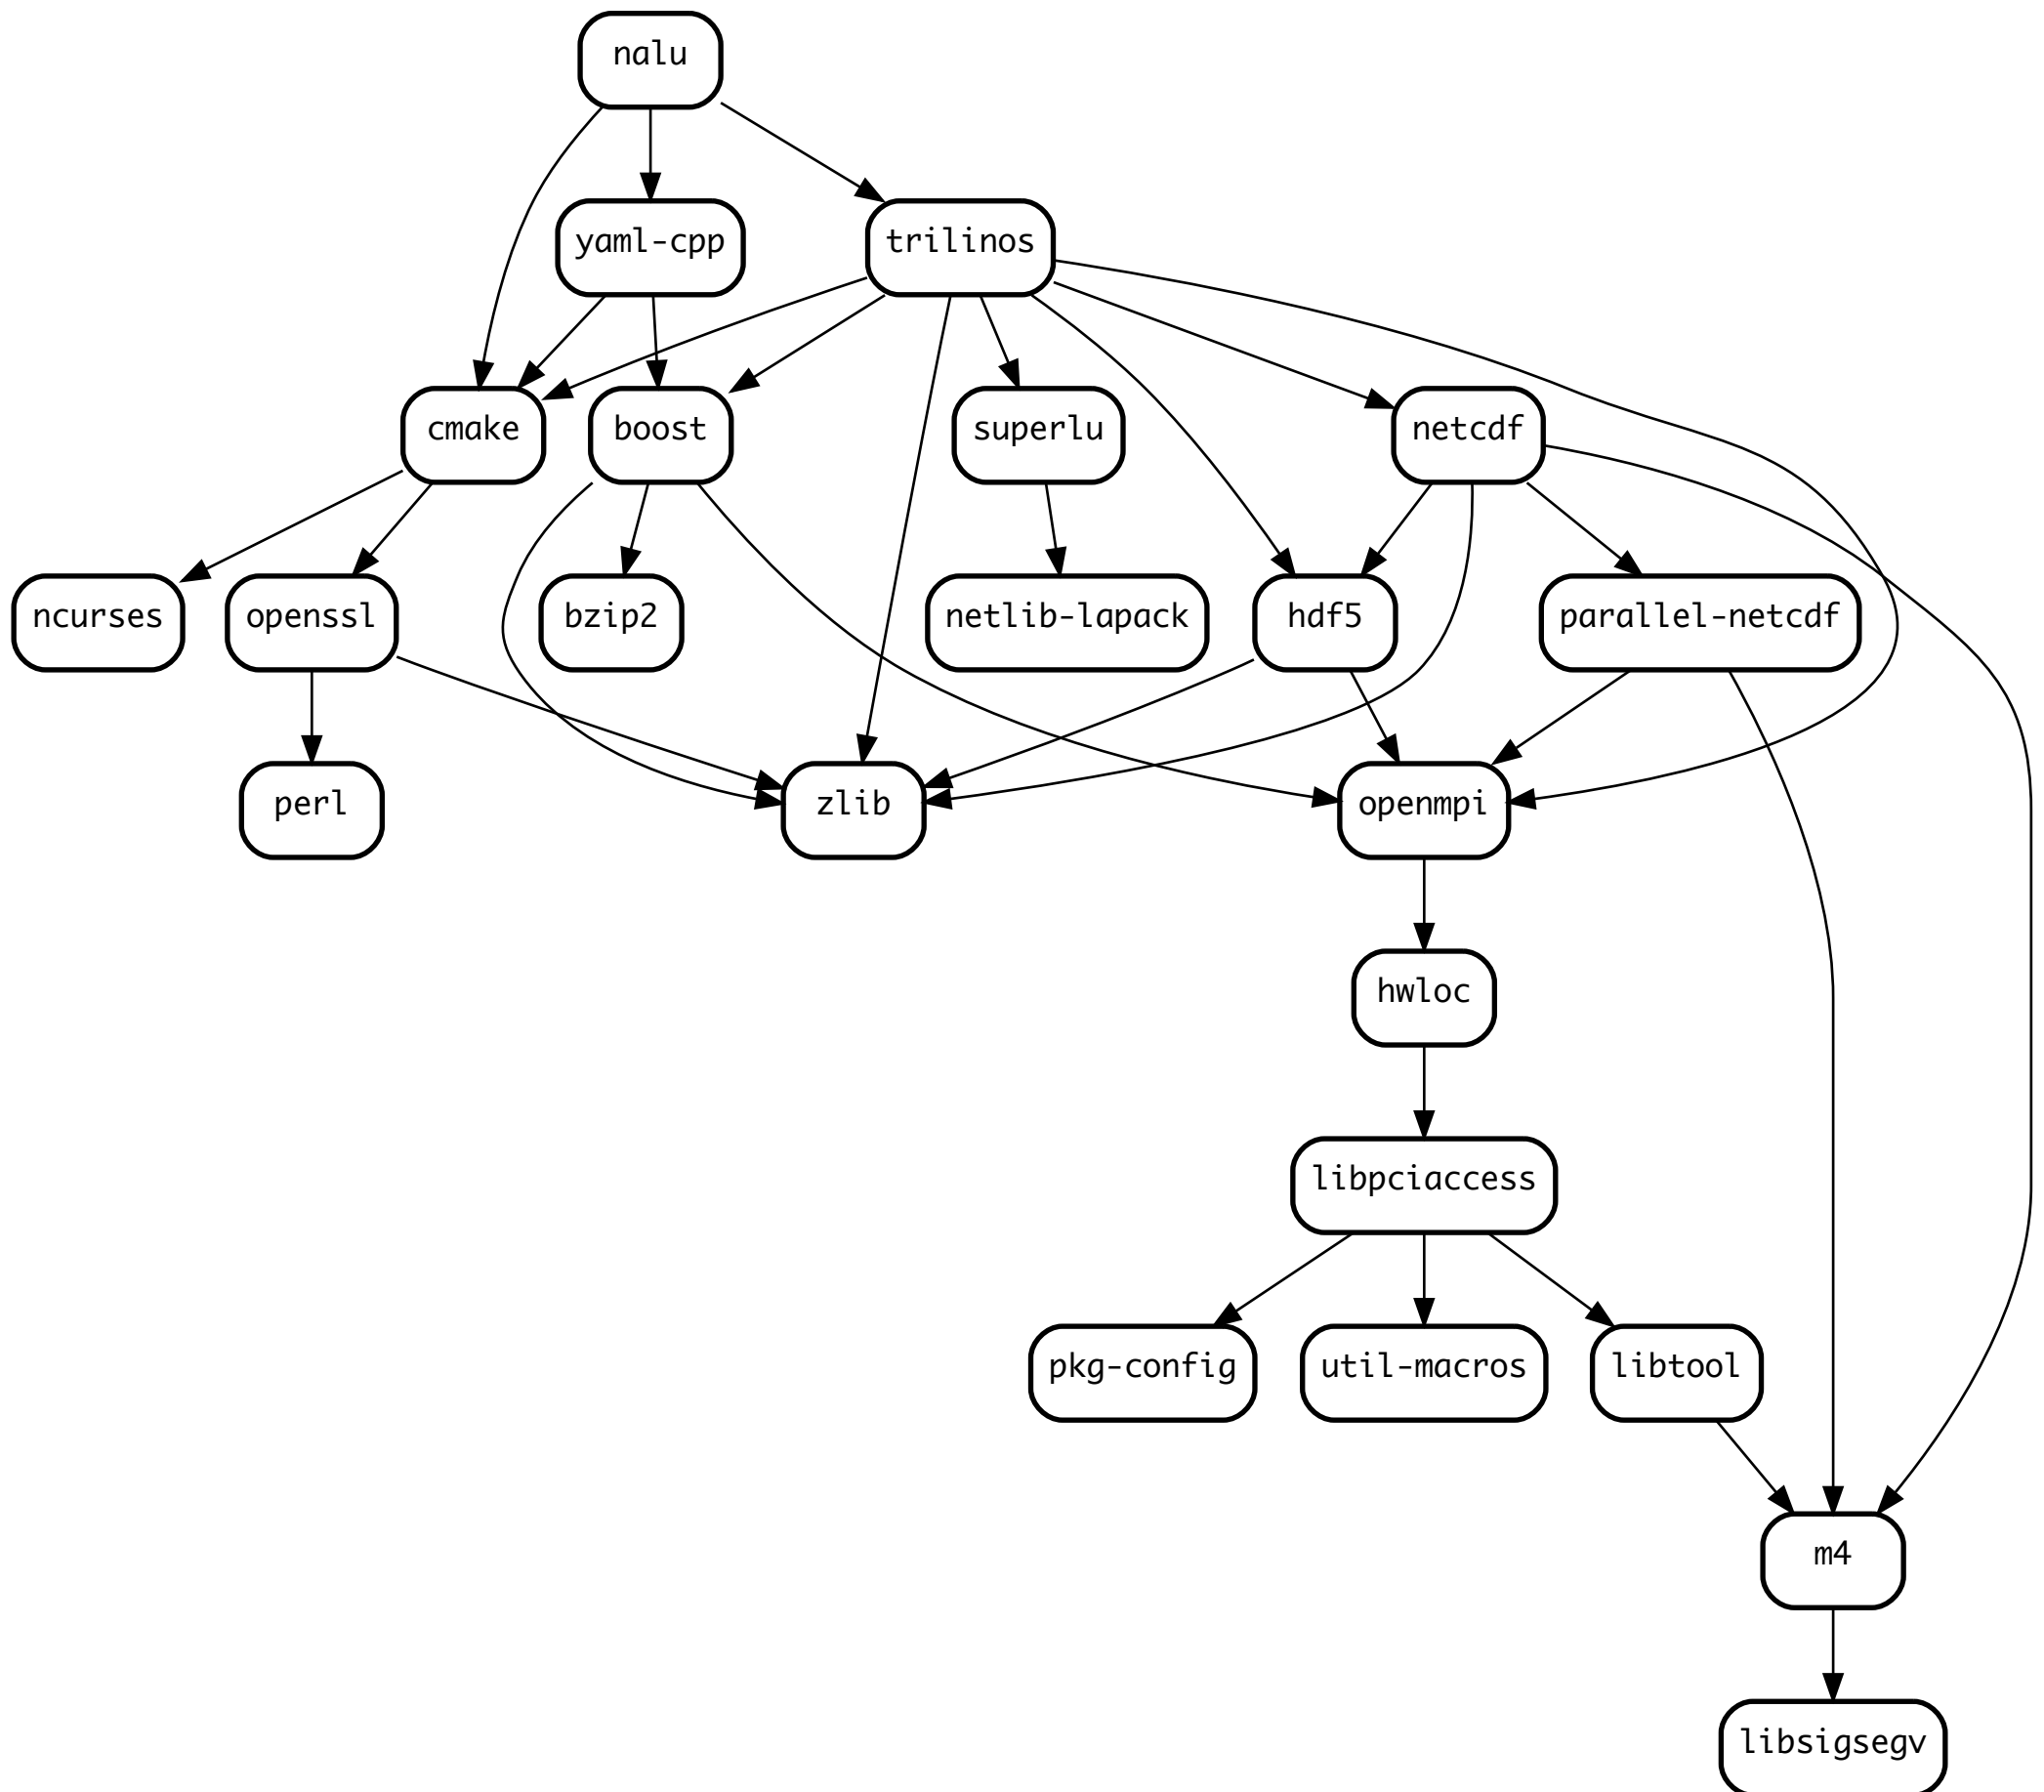 nalu
yaml-cpp
trilinos
cmake
boost
superlu
netcdf
ncurses
openssl
bzip2
netlib-lapack
hdf5
parallel-netcdf
perl
zlib
openmpi
hwloc
libpciaccess
pkg-config
util-macros
libtool
m4
libsigsegv